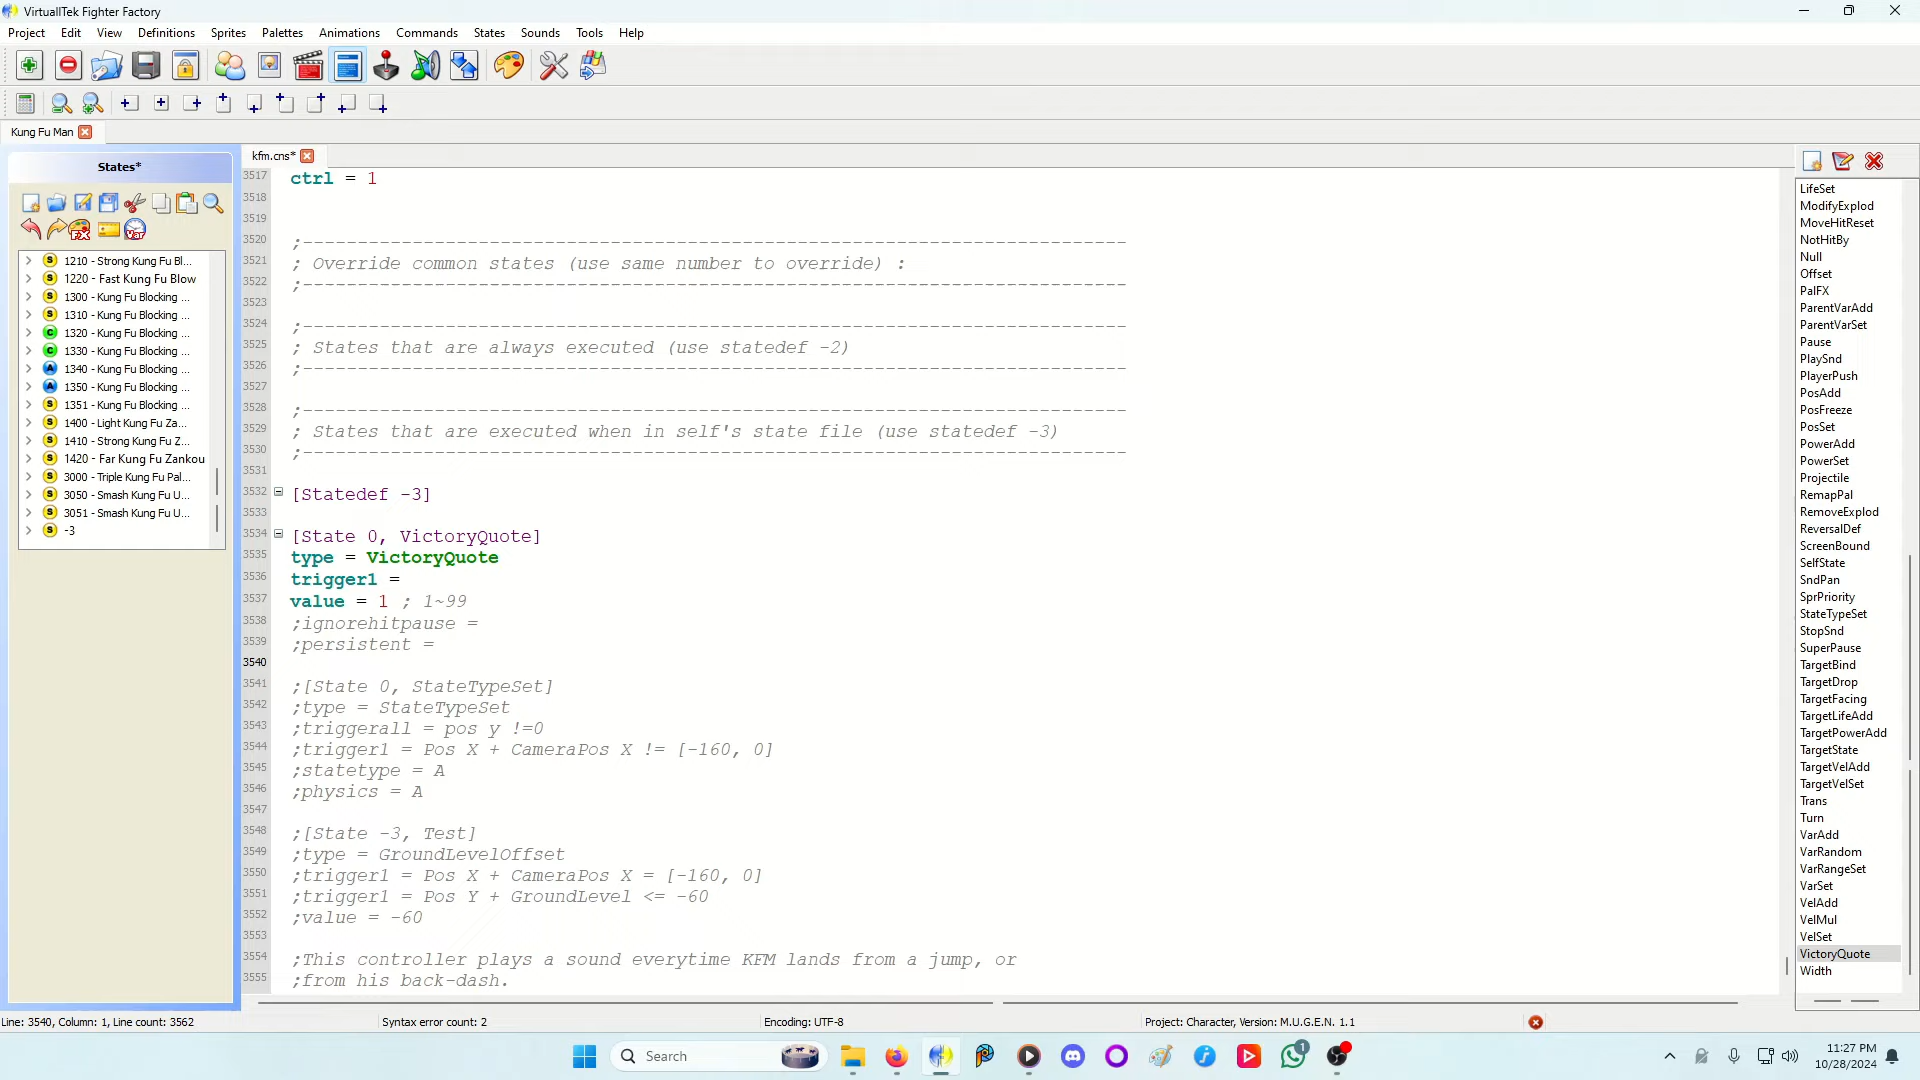 VirtuallTek Fighter Factory
Project Edit View Definitions Sprites Palettes Animations Commands States Sounds Tools Help
Kung Fu Man
States*
1210 - Strong Kung Fu Bl...
1220 - Fast Kung Fu Blow
1300 - Kung Fu Blocking ...
1310 - Kung Fu Blocking ...
1320 - Kung Fu Blocking ...
1330 - Kung Fu Blocking ...
1340 - Kung Fu Blocking ...
1350 - Kung Fu Blocking ...
1351 - Kung Fu Blocking ...
1400 - Light Kung Fu Za...
1410 - Strong Kung Fu Z...
1420 - Far Kung Fu Zankou
3000 - Triple Kung Fu Pal...
3050 - Smash Kung Fu U...
3051 - Smash Kung Fu U...
-3
kfm.cns*
3517 ctrl = 1
3518
3519
3520 ;---------------------------------------------------------------------------
3521 ; Override common states (use same number to override) :
3522 ;---------------------------------------------------------------------------
3523
3524 ;---------------------------------------------------------------------------
3525 ; States that are always executed (use statedef -2)
3526 ;---------------------------------------------------------------------------
3527
3528 ;---------------------------------------------------------------------------
3529 ; States that are executed when in self's state file (use statedef -3)
3530 ;---------------------------------------------------------------------------
3531
3532 [Statedef -3]
3533
3534 [State 0, VictoryQuote]
3535 type = VictoryQuote
3536 trigger1 =
3537 value = 1 ; 1~99
3538 ;ignorehitpause =
3539 ;persistent =
3540
3541 ;[State 0, StateTypeSet]
3542 ;type = StateTypeSet
3543 ;triggerall = pos y !=0
3544 ;trigger1 = Pos X + CameraPos X != [-160, 0]
3545 ;statetype = A
3546 ;physics = A
3547
3548 ;[State -3, Test]
3549 ;type = GroundLevelOffset
3550 ;trigger1 = Pos X + CameraPos X = [-160, 0]
3551 ;trigger1 = Pos Y + GroundLevel <= -60
3552 ;value = -60
3553
3554 ;This controller plays a sound everytime KFM lands from a jump, or
3555 ;from his back-dash.
LifeSet
ModifyExplod
MoveHitReset
NotHitBy
Null
Offset
PalFX
ParentVarAdd
ParentVarSet
Pause
PlaySnd
PlayerPush
PosAdd
PosFreeze
PosSet
PowerAdd
PowerSet
Projectile
RemapPal
RemoveExplod
ReversalDef
ScreenBound
SelfState
SndPan
SprPriority
StateTypeSet
StopSnd
SuperPause
TargetBind
TargetDrop
TargetFacing
TargetLifeAdd
TargetPowerAdd
TargetState
TargetVelAdd
TargetVelSet
Trans
Turn
VarAdd
VarRandom
VarRangeSet
VarSet
VelAdd
VelMul
VelSet
VictoryQuote
Width
Line: 3540, Column: 1, Line count: 3562
Syntax error count: 2
Encoding: UTF-8
Project: Character, Version: M.U.G.E.N. 1.1
Search
11:27 PM
10/28/2024